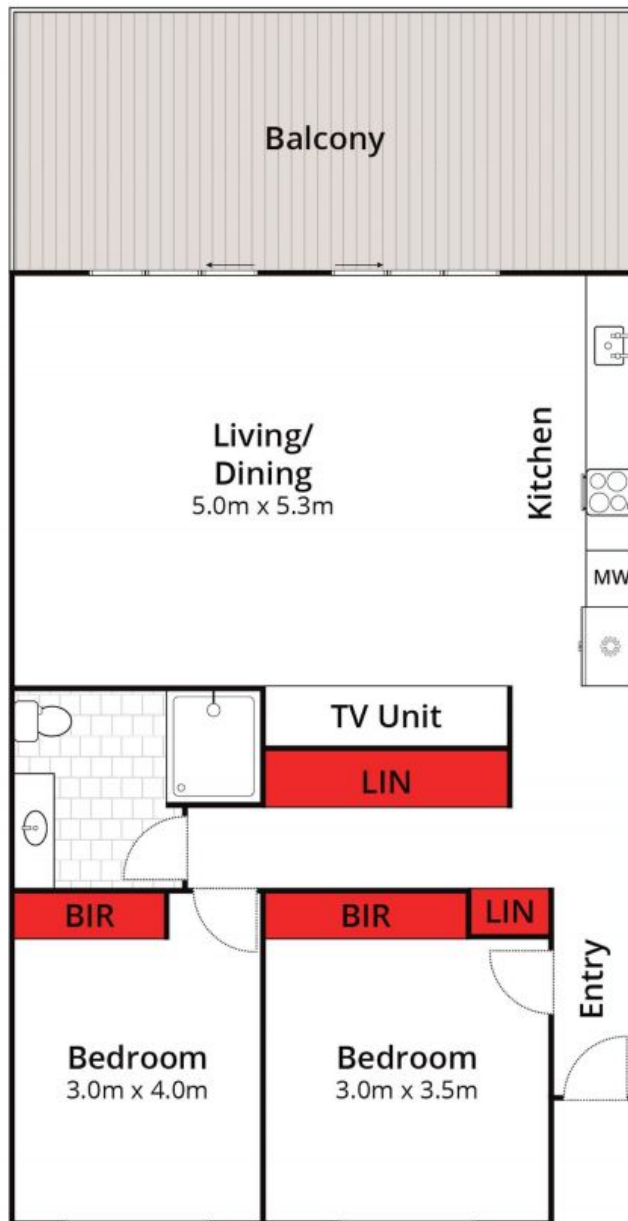 Balcony
Living/
Dining
5.0m x 5.3m
Kitchen
MW
TV Unit
LIN
BIR
BIR
LIN
Entry
Bedroom
3.0m x 4.0m
Bedroom
3.0m x 3.5m